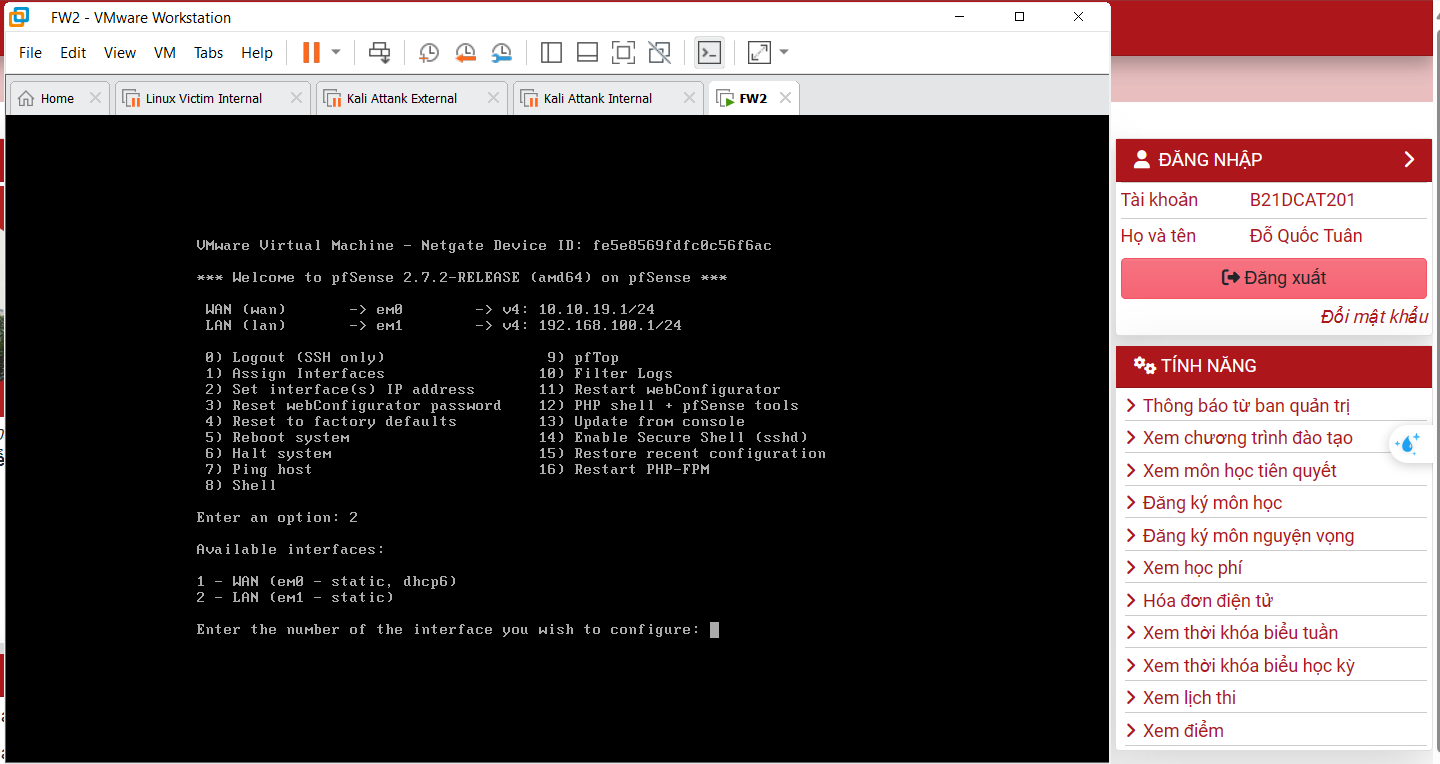 FW2 - VMware Workstation
File Edit View VM Tabs Help
Home Linux Victim Internal Kali Attank External Kali Attank Internal FW2
VMware Virtual Machine - Netgate Device ID: fe5e8569fdfc0c56f6ac
*** Welcome to pfSense 2.7.2-RELEASE (amd64) on pfSense ***
WAN (wan) -> em0 -> v4: 10.10.19.1/24
LAN (lan) -> em1 -> v4: 192.168.100.1/24
0) Logout (SSH only) 9) pfTop
1) Assign Interfaces 10) Filter Logs
2) Set interface(s) IP address 11) Restart webConfigurator
3) Reset webConfigurator password 12) PHP shell + pfSense tools
4) Reset to factory defaults 13) Update from console
5) Reboot system 14) Enable Secure Shell (sshd)
6) Halt system 15) Restore recent configuration
7) Ping host 16) Restart PHP-FPM
8) Shell
Enter an option: 2
Available interfaces:
1 - WAN (em0 - static, dhcp6)
2 - LAN (em1 - static)
Enter the number of the interface you wish to configure:
ĐĂNG NHẬP
Tài khoản B21DCAT201
Họ và tên Đỗ Quốc Tuân
Đăng xuất
Đổi mật khẩu
TÍNH NĂNG
Thông báo từ ban quản trị
Xem chương trình đào tạo
Xem môn học tiên quyết
Đăng ký môn học
Đăng ký môn nguyện vọng
Xem học phí
Hóa đơn điện tử
Xem thời khóa biểu tuần
Xem thời khóa biểu học kỳ
Xem lịch thi
Xem điểm